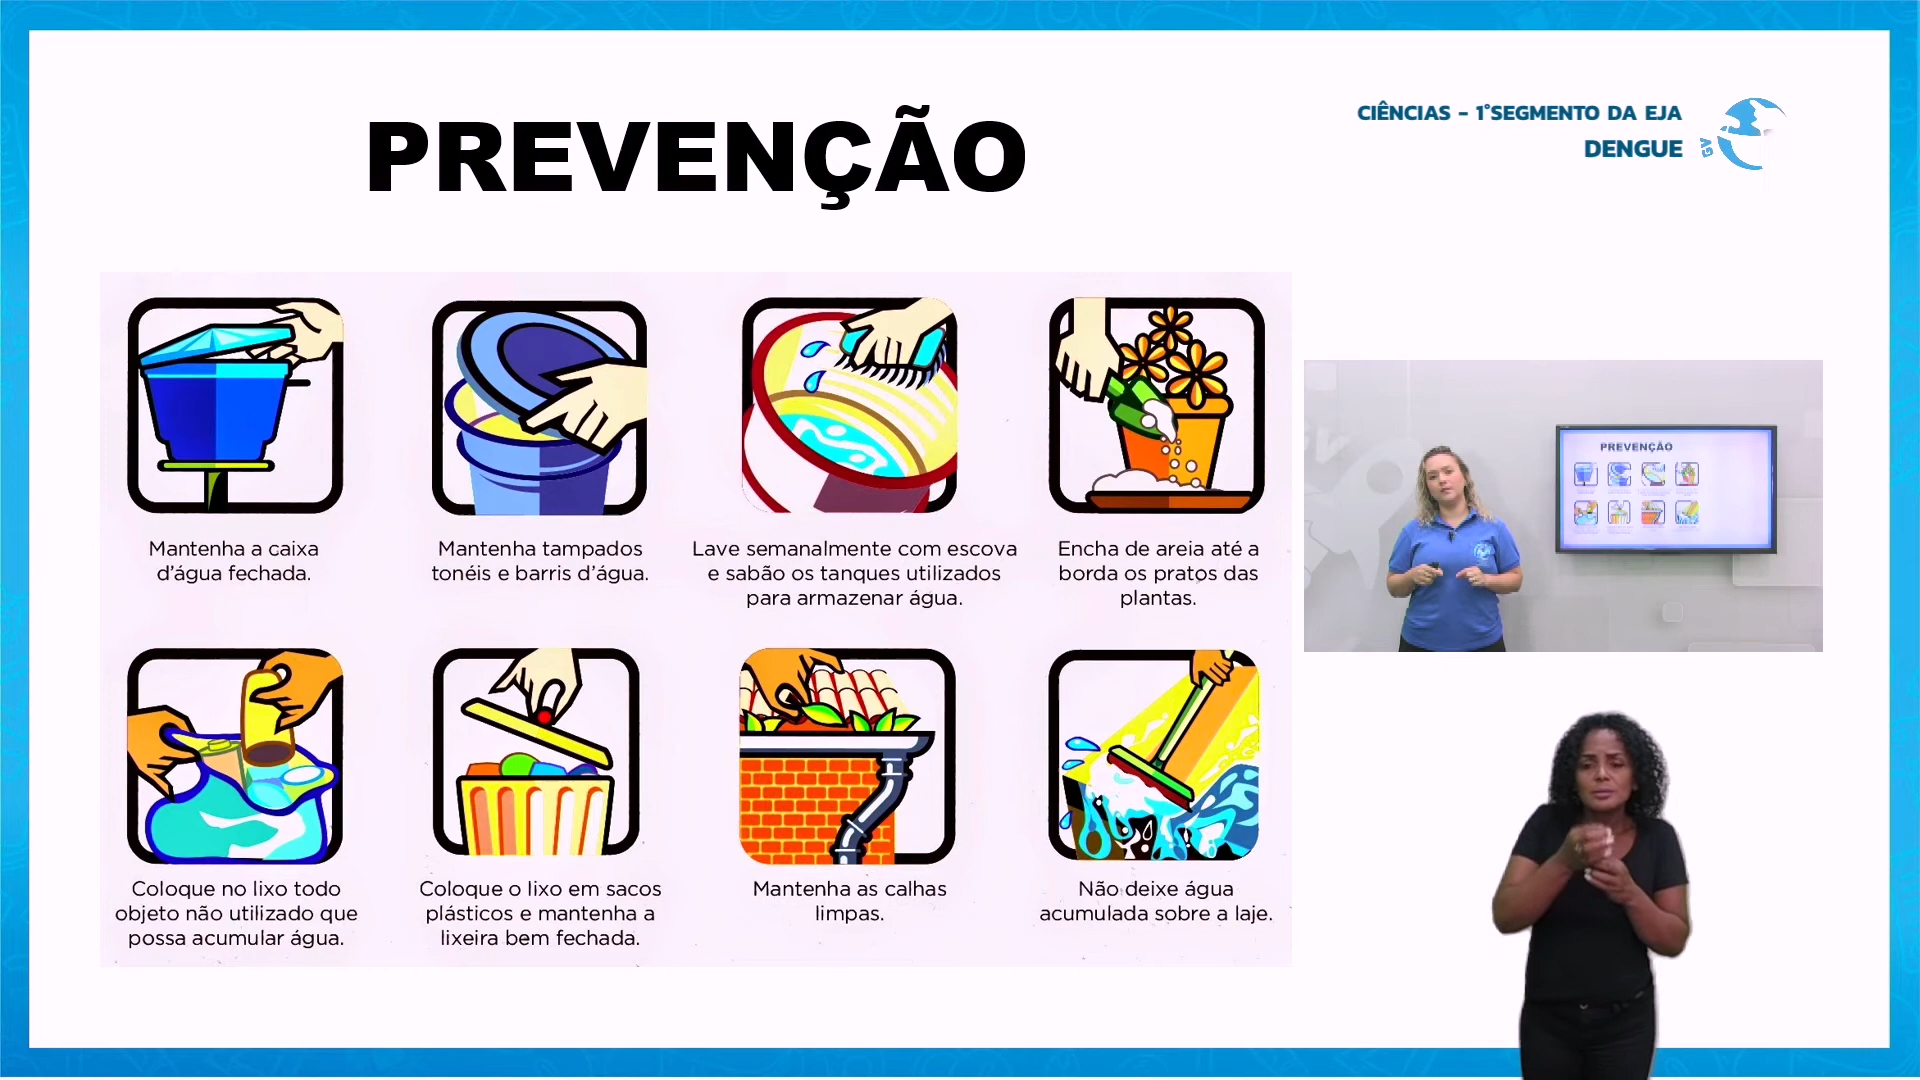 PREVENÇÃO
CIÊNCIAS - 1°SEGMENTO DA EJA
DENGUE
GV
Mantenha a caixa
d'água fechada.
Mantenha tampados
tonéis e barris d'água.
Lave semanalmente com escova
e sabão os tanques utilizados
para armazenar água.
Encha de areia até a
borda os pratos das
plantas.
PREVENÇÃO
Coloque no lixo todo
objeto não utilizado que
possa acumular água.
Coloque o lixo em sacos
plásticos e mantenha a
lixeira bem fechada.
Mantenha as calhas
limpas.
Não deixe água
acumulada sobre a laje.